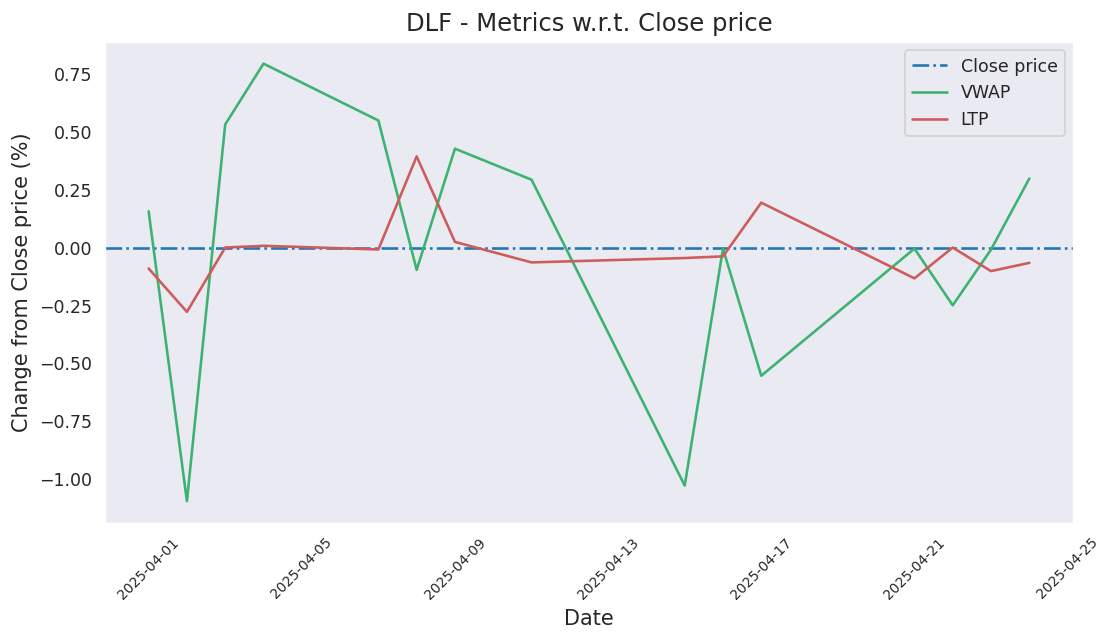 DLF - Metrics w.r.t. Close price
Close price
VWAP
LTP
Change from Close price (%)
0.75
0.50
0.25
0.00
−0.25
−0.50
−0.75
−1.00
2025-04-01
2025-04-05
2025-04-09
2025-04-13
2025-04-17
2025-04-21
2025-04-25
Date